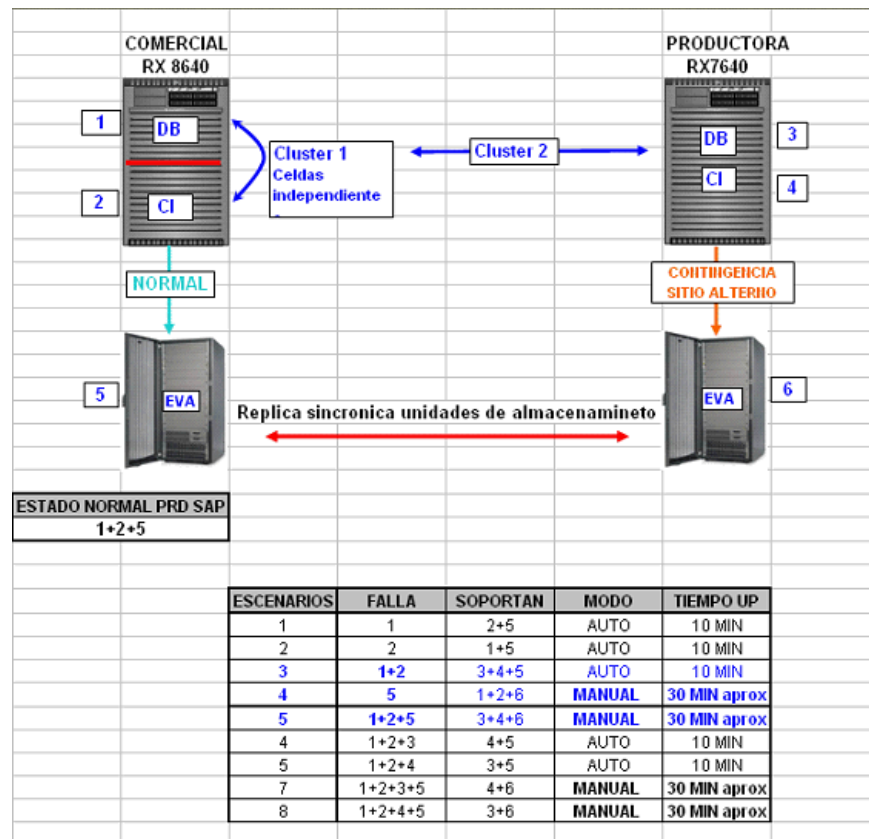 COMERCIAL
RX 8640
PRODUCTORA
RX7640
1
DB
2
CI
Cluster 1
Celdas
independiente
Cluster 2
DB
3
CI
4
NORMAL
CONTINGENCIA
SITIO ALTERNO
5
EVA
Replica sincronica unidades de almacenamineto
EVA
6
ESTADO NORMAL PRD SAP
1+2+5
ESCENARIOS FALLA SOPORTAN MODO TIEMPO UP
1 1 2+5 AUTO 10 MIN
2 2 1+5 AUTO 10 MIN
3 1+2 3+4+5 AUTO 10 MIN
4 5 1+2+6 MANUAL 30 MIN aprox
5 1+2+5 3+4+6 MANUAL 30 MIN aprox
4 1+2+3 4+5 AUTO 10 MIN
5 1+2+4 3+5 AUTO 10 MIN
7 1+2+3+5 4+6 MANUAL 30 MIN aprox
8 1+2+4+5 3+6 MANUAL 30 MIN aprox